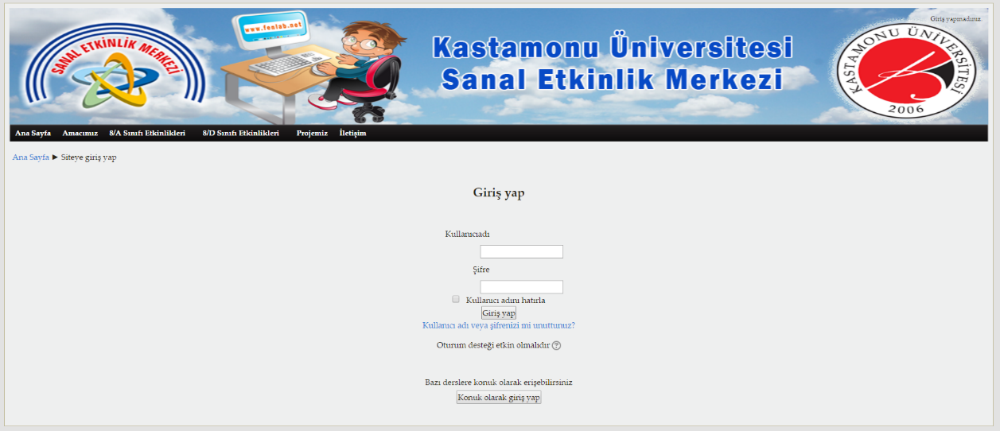 Giriş yapmadınız.
SANAL ETKİNLİK MERKEZİ
www.fenlab.net
Kastamonu Üniversitesi
Sanal Etkinlik Merkezi
KASTAMONU ÜNİVERSİTESİ
2006
Ana Sayfa Amacımız 8/A Sınıfı Etkinlikleri 8/D Sınıfı Etkinlikleri Projemiz İletişim
Ana Sayfa ► Siteye giriş yap
Giriş yap
Kullanıcıadı
Şifre
Kullanıcı adını hatırla
Giriş yap
Kullanıcı adı veya şifrenizi mi unuttunuz?
Oturum desteği etkin olmalıdır ?
Bazı derslere konuk olarak erişebilirsiniz
Konuk olarak giriş yap